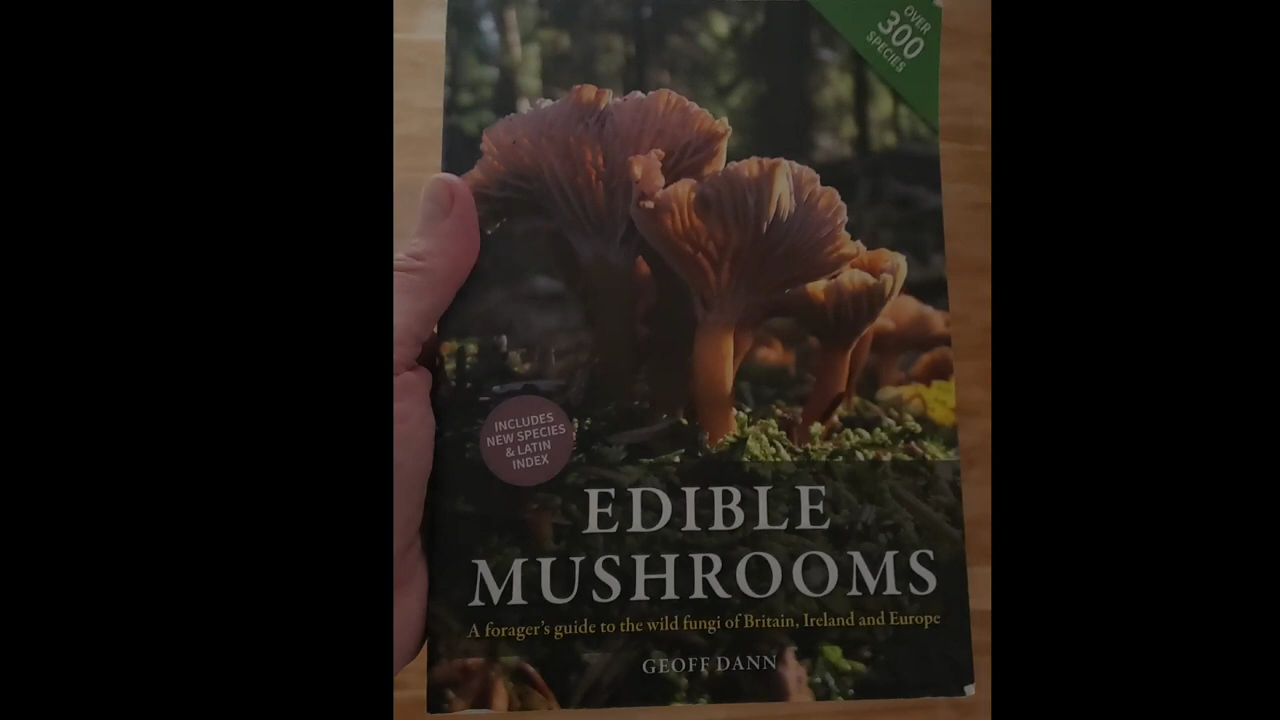 OVER
300
SPECIES
INCLUDES
NEW SPECIES
& LATIN
INDEX
EDIBLE
MUSHROOMS
A forager's guide to the wild fungi of Britain, Ireland and Europe
GEOFF DANN